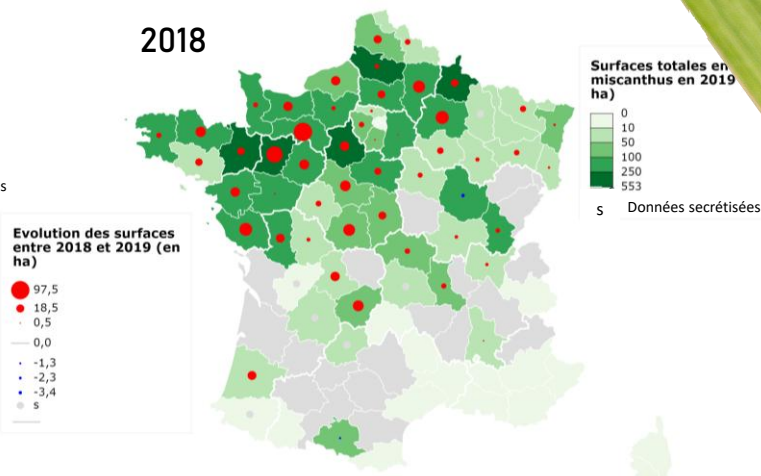 2018
Surfaces totales en
miscanthus en 2019
ha)
0
10
50
100
250
553
s Données secrétisées
s
Evolution des surfaces
entre 2018 et 2019 (en
ha)
97,5
18,5
0,5
0,0
-1,3
-2,3
-3,4
s